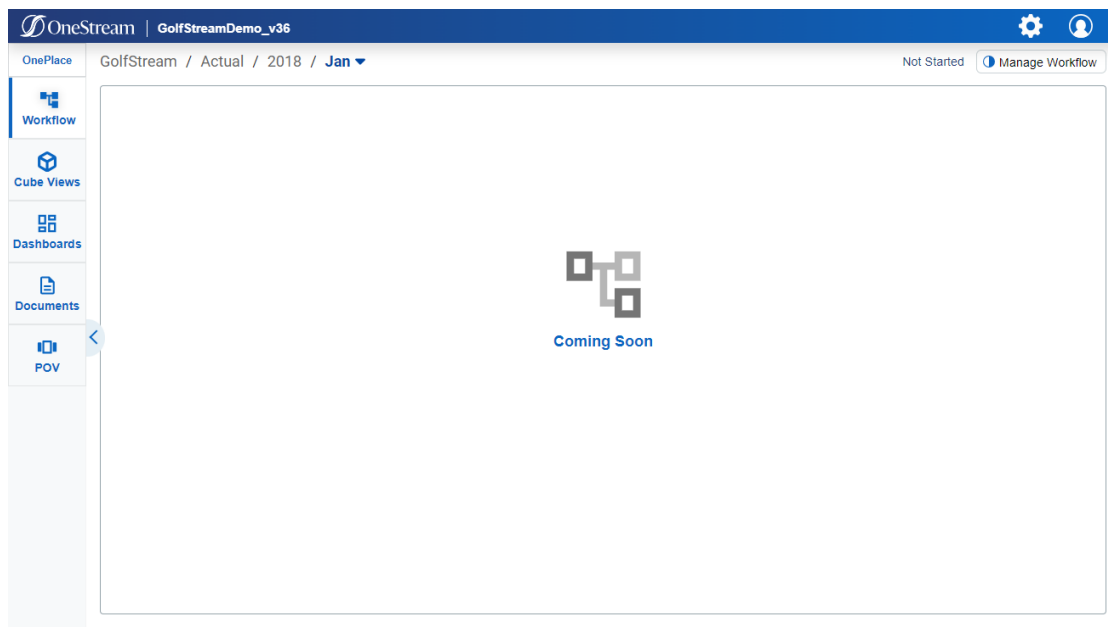 OneStream | GolfStreamDemo_v36
OnePlace
GolfStream / Actual / 2018 / Jan
Not Started
Manage Workflow
Workflow
Cube Views
Dashboards
Documents
POV
Coming Soon